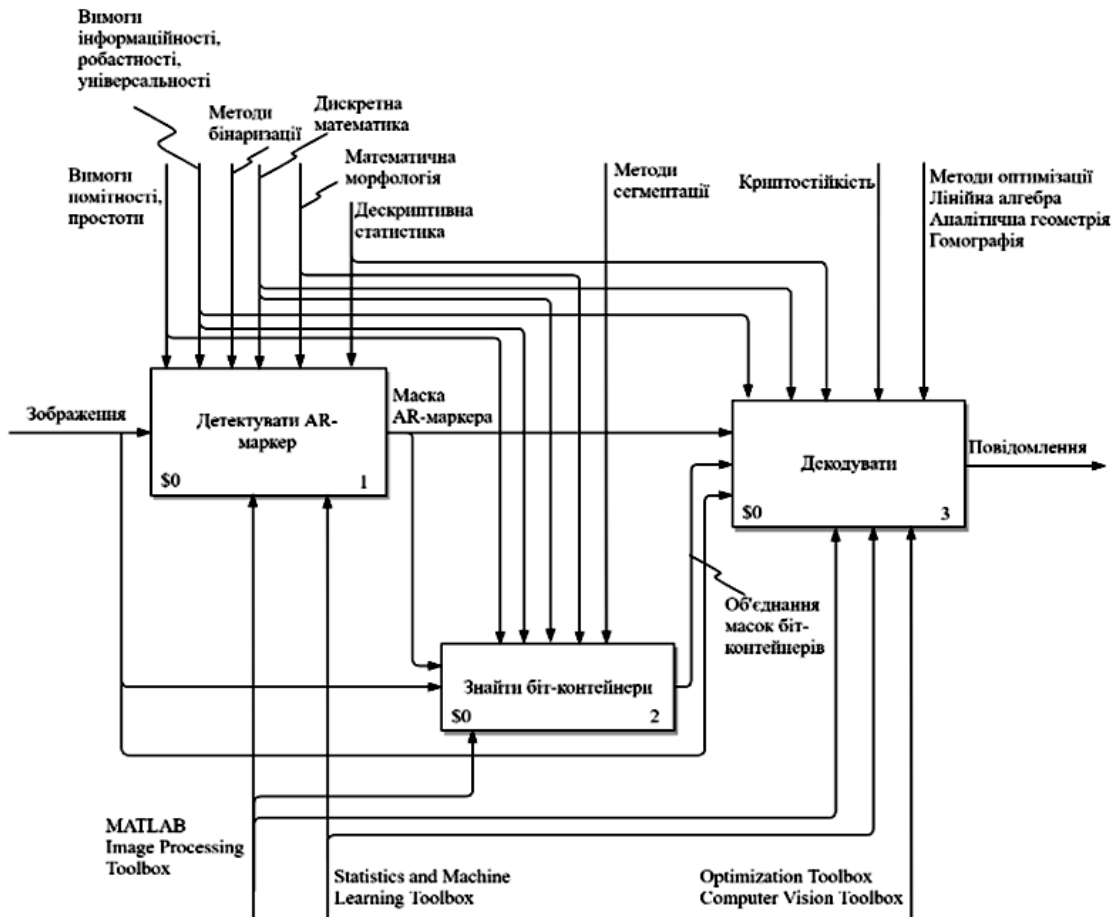 Вимоги
інформаційності,
робастності,
універсальності
Методи
бінаризації
Дискретна
математика
Математична
морфологія
Вимоги
помітності,
простоти
Дескриптивна
статистика
Методи
сегментації
Криптостійкість
Методи оптимізації
Лінійна алгебра
Аналітична геометрія
Гомографія
Зображення
Детектувати AR-
маркер
$0 1
Маска
AR-маркера
Декодувати
$0 3
Повідомлення
Об'єднання
масок біт-
контейнерів
Знайти біт-контейнери
$0 2
MATLAB
Image Processing
Toolbox
Statistics and Machine
Learning Toolbox
Optimization Toolbox
Computer Vision Toolbox